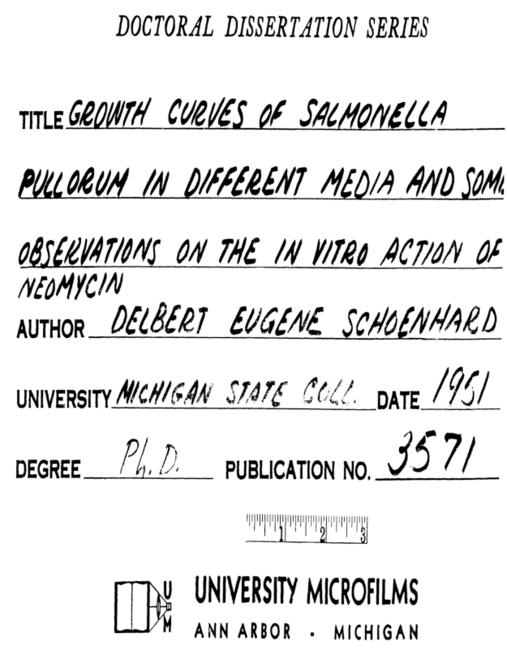 DOCTORAL DISSERTATION SERIES
TITLE GROWTH CURVES OF SALMONELLA
PULLORUM IN DIFFERENT MEDIA AND SOME
OBSERVATIONS ON THE IN VITRO ACTION OF
NEOMYCIN
AUTHOR DELBERT EUGENE SCHOENHARD
UNIVERSITY MICHIGAN STATE COLL. DATE 1951
DEGREE Ph.D. PUBLICATION NO. 3571
1 2 3
U M
UNIVERSITY MICROFILMS
ANN ARBOR · MICHIGAN